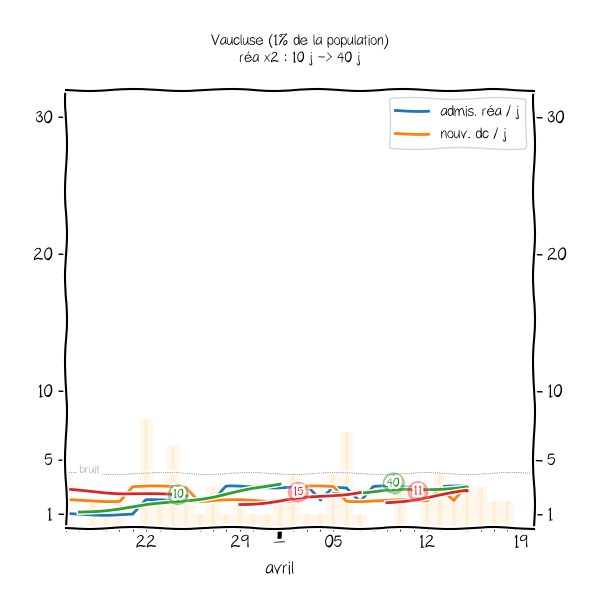 Vaucluse (1% de la population)
réa x2 : 10 j -> 40 j
admis. réa / j
nouv. dc / j
30 30
20 20
10 10
5 5
bruit
10 15 40 11
1 1
22 29 05 12 19
avril